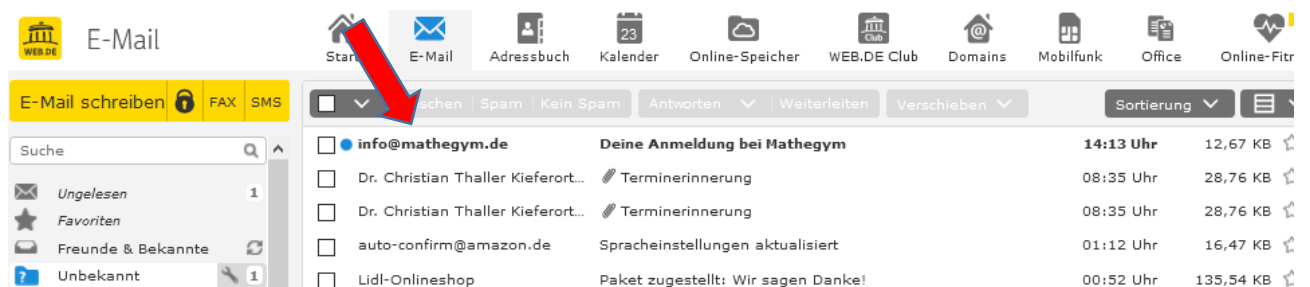 WEB.DE E-Mail
Star E-Mail Adressbuch 23 Kalender Online-Speicher Club WEB.DE Club Domains Mobilfunk Office Online-Fitr
E-Mail schreiben FAX SMS
schen Spam Kein Spam Antworten Weiterleiten Verschieben Sortierung
Suche
info@mathegym.de Deine Anmeldung bei Mathegym 14:13 Uhr 12,67 KB
Ungelesen 1
Dr. Christian Thaller Kieferort... Terminerinnerung 08:35 Uhr 28,76 KB
Favoriten
Dr. Christian Thaller Kieferort... Terminerinnerung 08:35 Uhr 28,76 KB
Freunde & Bekannte
auto-confirm@amazon.de Spracheinstellungen aktualisiert 01:12 Uhr 16,47 KB
Unbekannt 1
Lidl-Onlineshop Paket zugestellt: Wir sagen Danke! 00:52 Uhr 135,54 KB